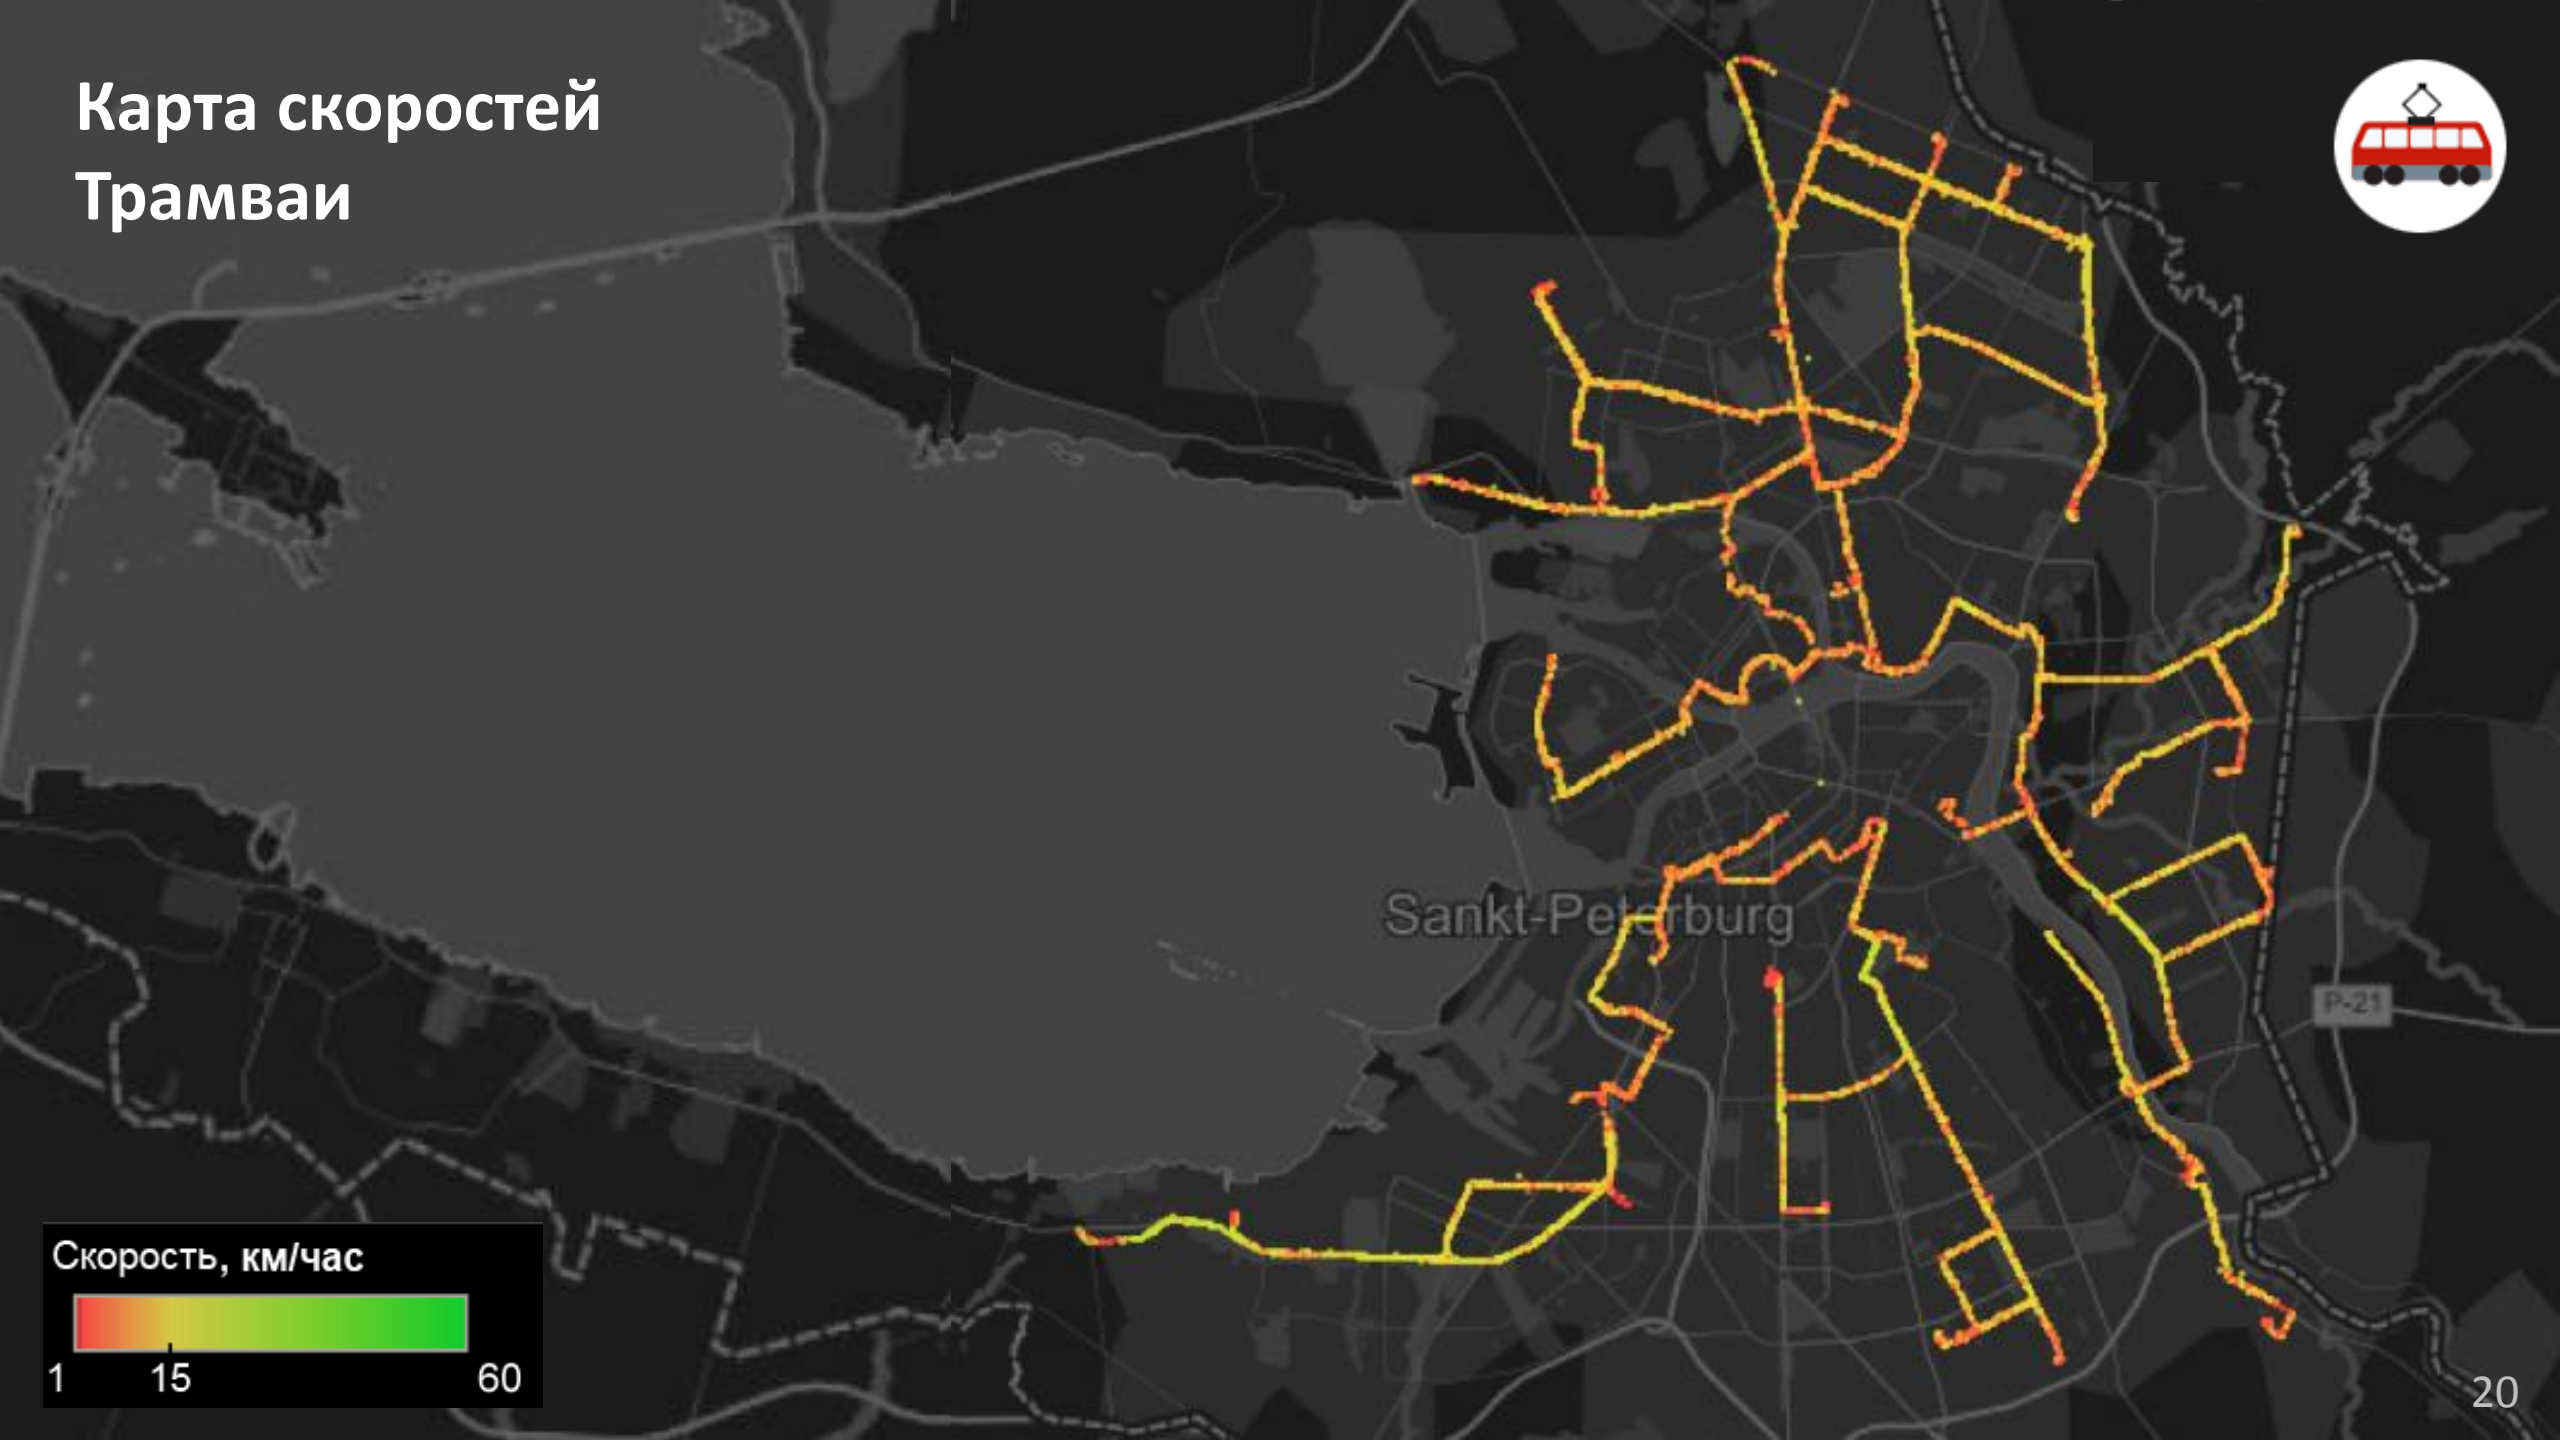 Карта скоростей
Трамваи
Sankt-Peterburg
P-21
Скорость, км/час
1 15 60
20